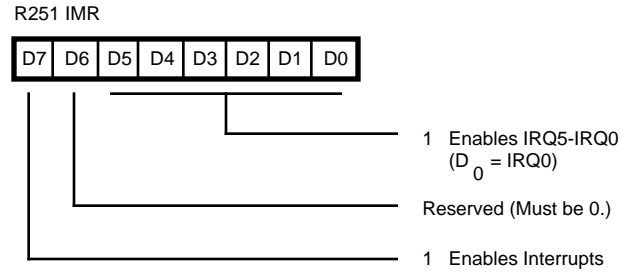 R251 IMR
D7 D6 D5 D4 D3 D2 D1 D0
1 Enables IRQ5-IRQ0
(D0 = IRQ0)
Reserved (Must be 0.)
1 Enables Interrupts